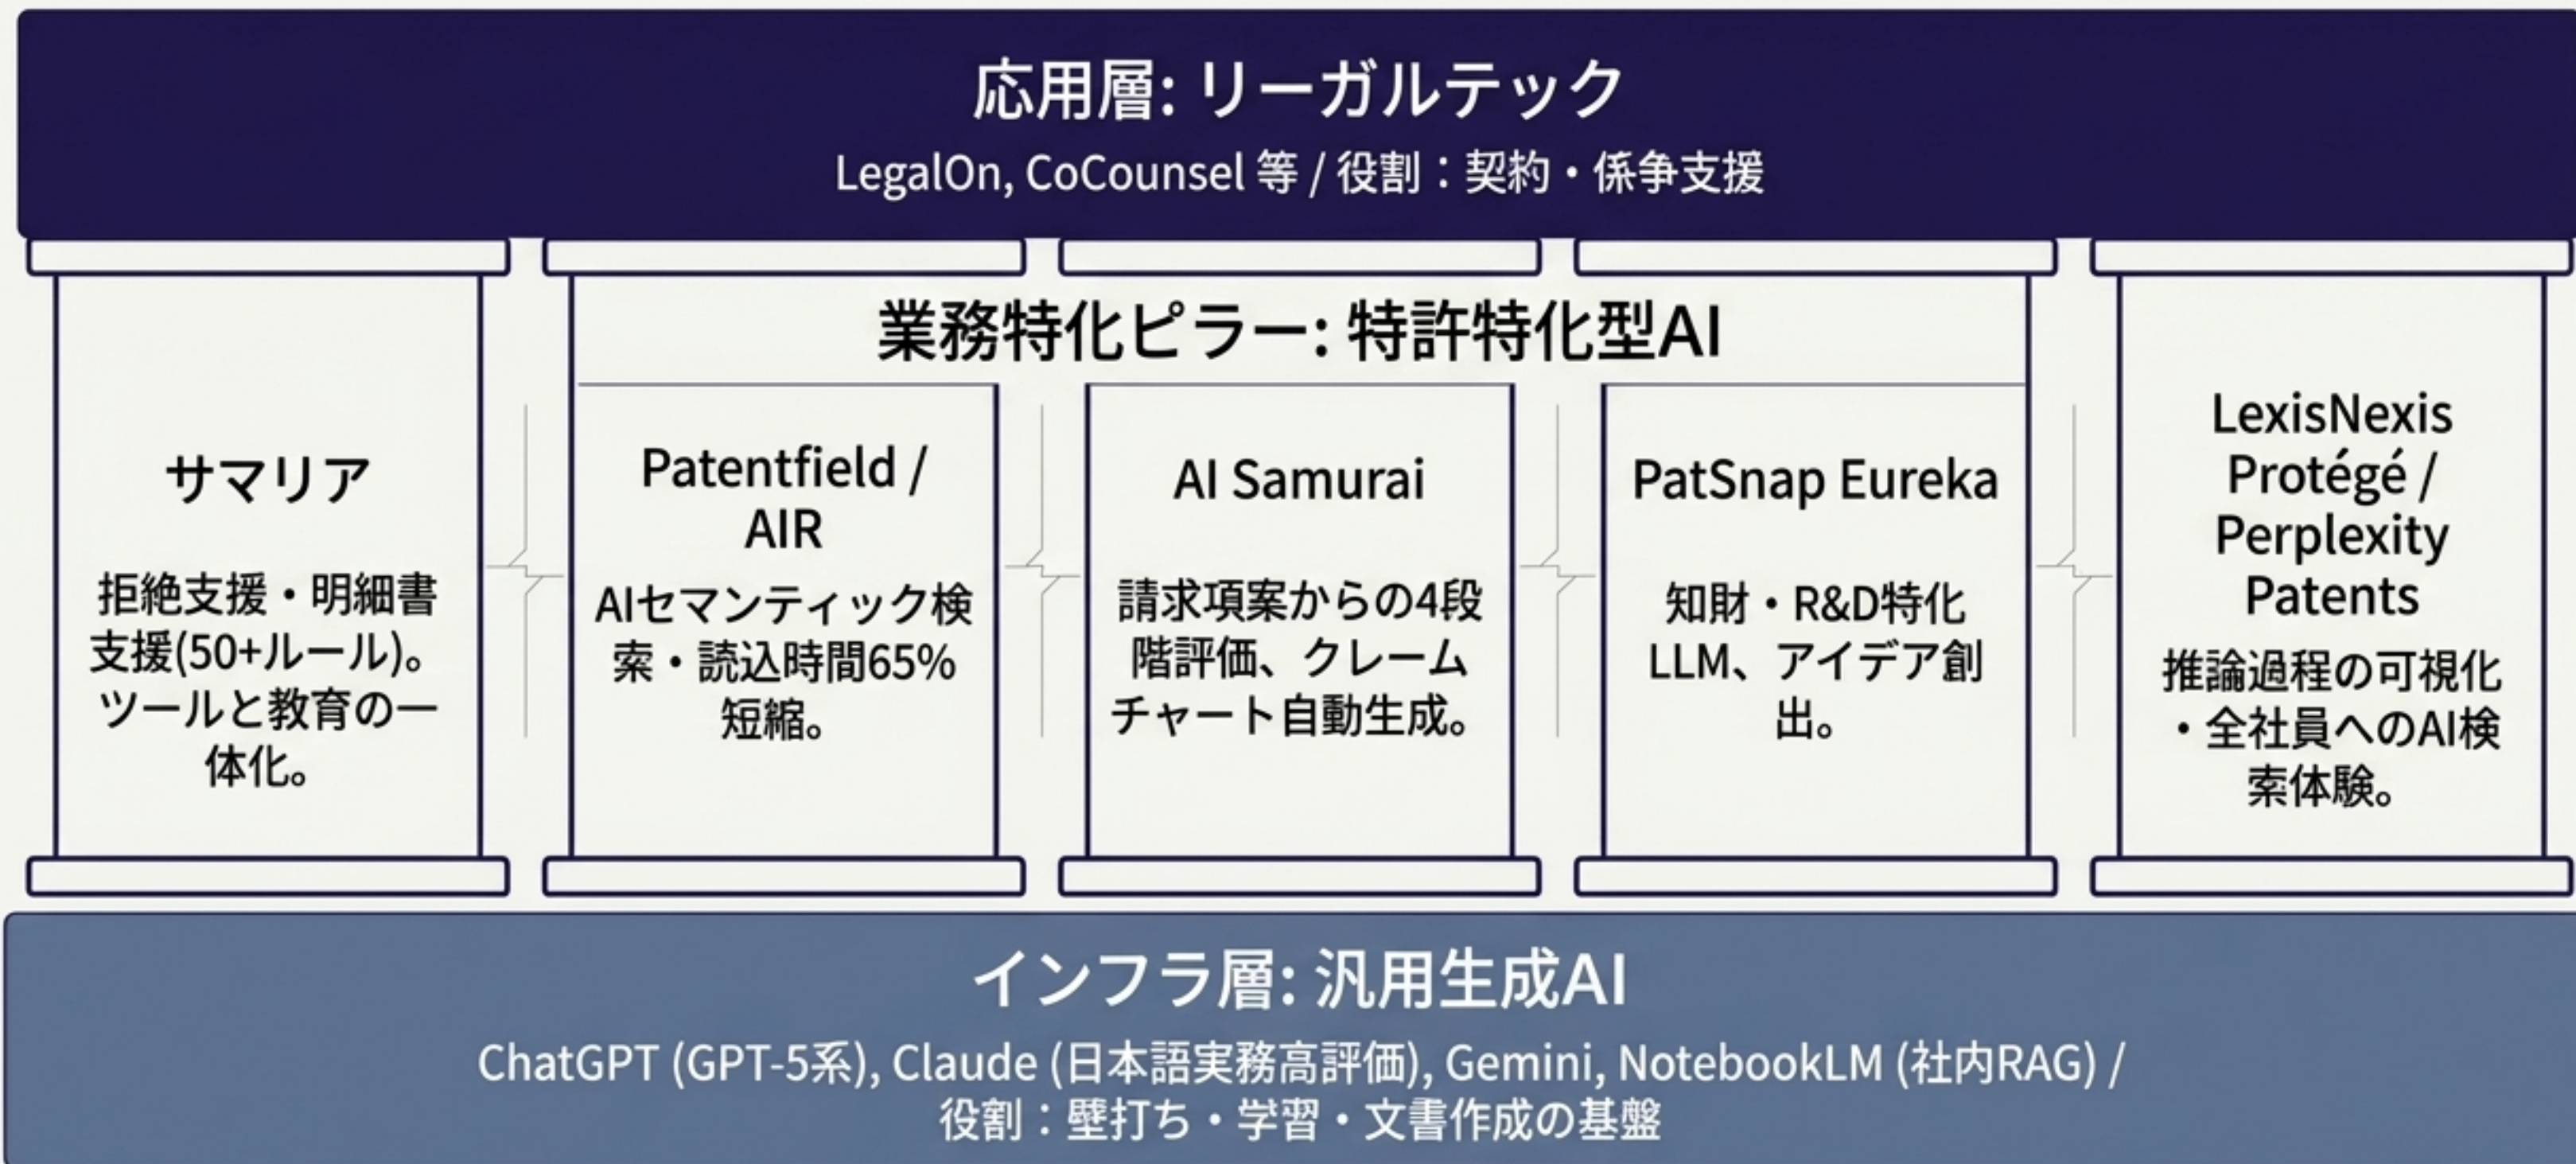 応用層: リーガルテック
LegalOn, CoCounsel 等 / 役割：契約・係争支援
業務特化ピラー: 特許特化型AI
サマリア
拒絶支援・明細書
支援(50+ルール)。
ツールと教育の一
体化。
Patentfield /
AIR
AIセマンティック検
索・読込時間65%
短縮。
AI Samurai
請求項案からの4段
階評価、クレーム
チャート自動生成。
PatSnap Eureka
知財・R&D特化
LLM、アイデア創
出。
LexisNexis
Protégé /
Perplexity
Patents
推論過程の可視化
・全社員へのAI検
索体験。
インフラ層: 汎用生成AI
ChatGPT (GPT-5系), Claude (日本語実務高評価), Gemini, NotebookLM (社内RAG) /
役割：壁打ち・学習・文書作成の基盤